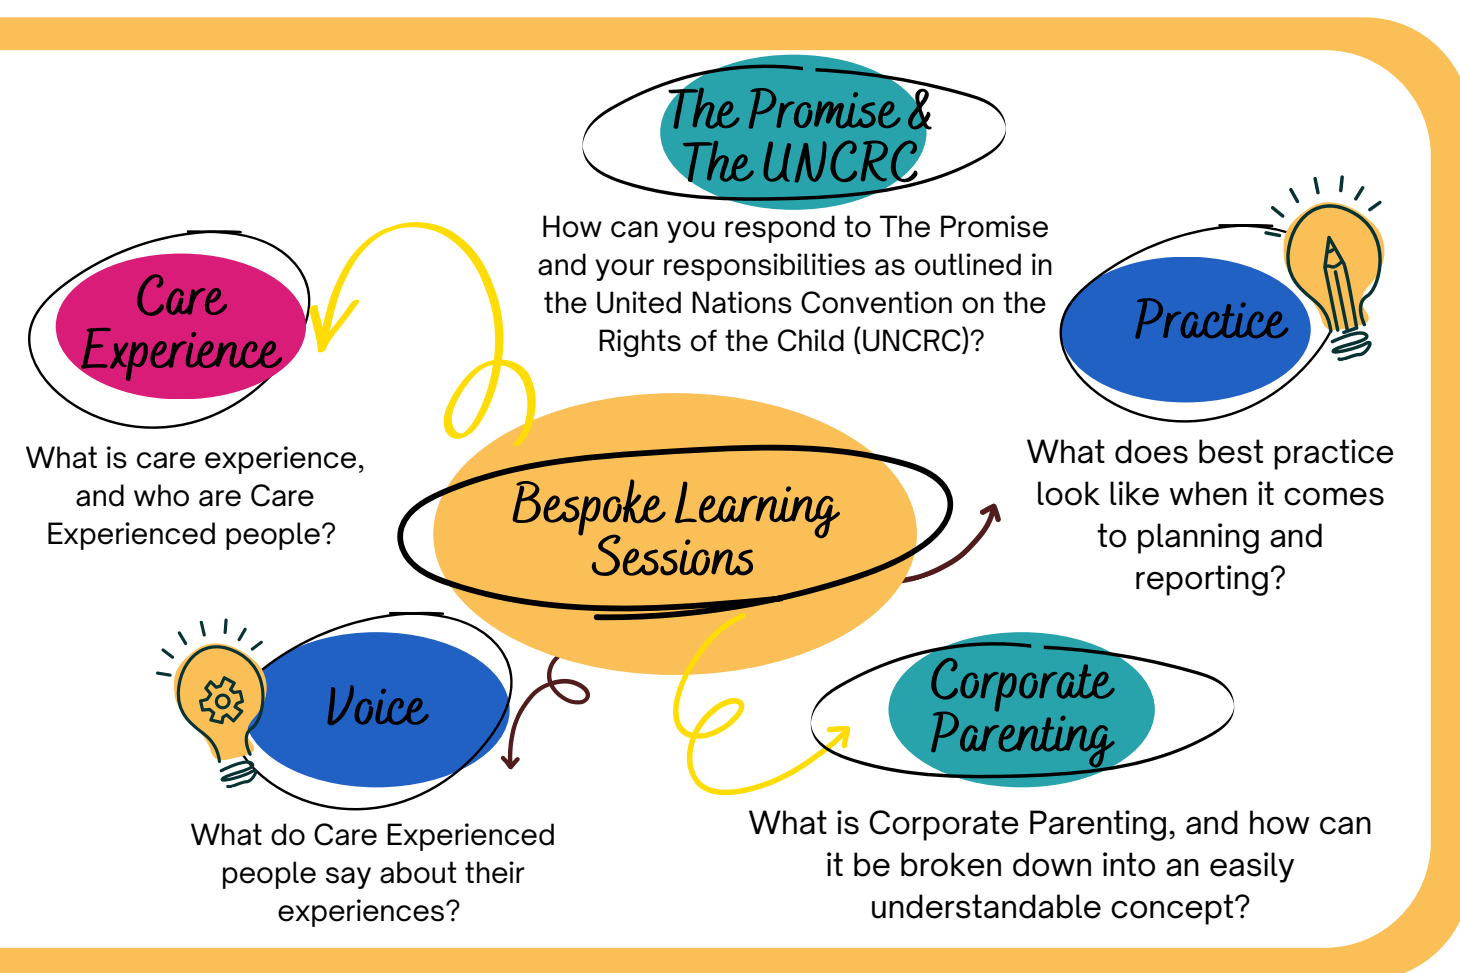 The Promise &
The UNCRC
How can you respond to The Promise
and your responsibilities as outlined in
the United Nations Convention on the
Rights of the Child (UNCRC)?
Care
Experience
What is care experience,
and who are Care
Experienced people?
Practice
What does best practice
look like when it comes
to planning and
reporting?
Bespoke Learning
Sessions
Voice
What do Care Experienced
people say about their
experiences?
Corporate
Parenting
What is Corporate Parenting, and how can
it be broken down into an easily
understandable concept?